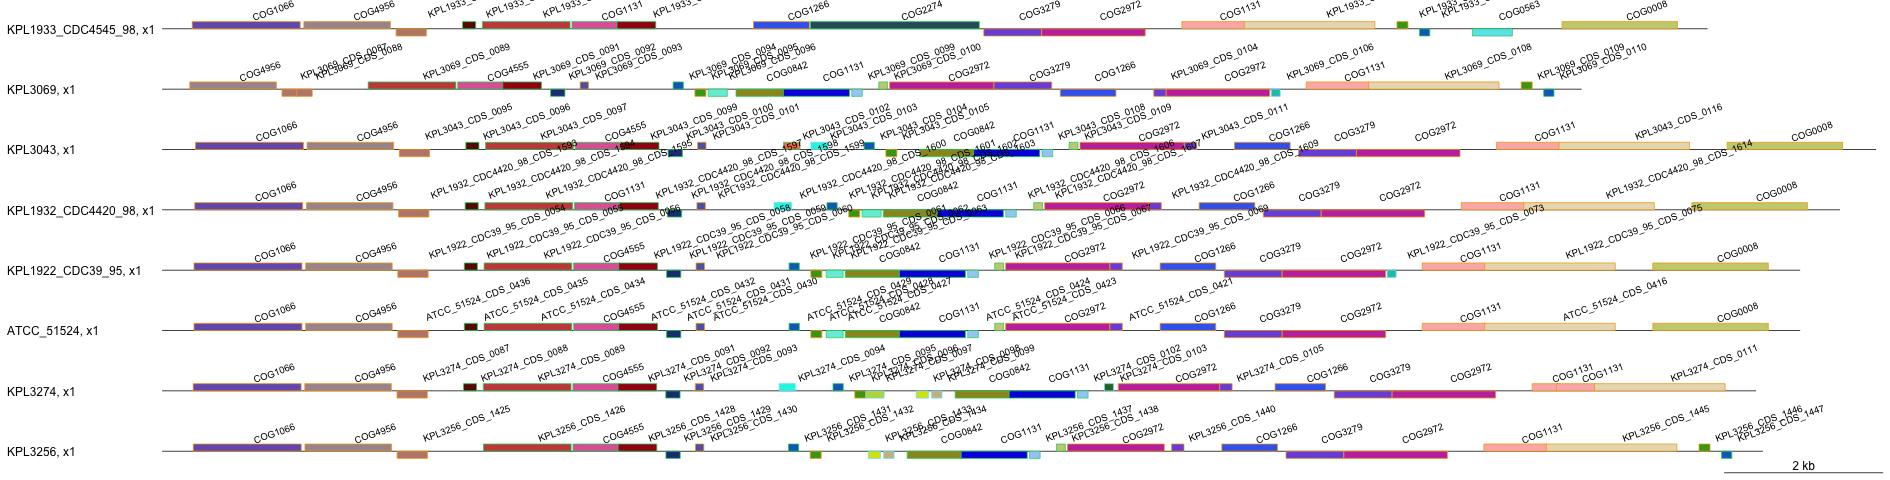 KPL1933_CDC4545_98, x1
COG1066 COG4956 COG1131 COG1266 COG2274 COG3279 COG2972 COG1131 COG0563 COG0008
KPL3069, x1
COG4956 KPL3069_CDS_0087 KPL3069_CDS_0088 KPL3069_CDS_0089 COG4555 KPL3069_CDS_0091 KPL3069_CDS_0092 KPL3069_CDS_0093 KPL3069_CDS_0094 KPL3069_CDS_0095 KPL3069_CDS_0096 COG0842 COG1131 KPL3069_CDS_0099 KPL3069_CDS_0100 COG2972 COG3279 COG1266 KPL3069_CDS_0104 COG2972 KPL3069_CDS_0106 COG1131 KPL3069_CDS_0108 KPL3069_CDS_0109 KPL3069_CDS_0110
KPL3043, x1
COG1066 COG4956 KPL3043_CDS_0095 KPL3043_CDS_0096 KPL3043_CDS_0097 COG4555 KPL3043_CDS_0099 KPL3043_CDS_0100 KPL3043_CDS_0101 KPL3043_CDS_0102 KPL3043_CDS_0103 KPL3043_CDS_0104 KPL3043_CDS_0105 COG0842 COG1131 KPL3043_CDS_0108 KPL3043_CDS_0109 COG2972 KPL3043_CDS_0111 COG1266 COG3279 COG2972 COG1131 KPL3043_CDS_0116 COG0008
KPL1932_CDC4420_98, x1
COG1066 COG4956 KPL1932_CDC4420_98_CDS_1593 KPL1932_CDC4420_98_CDS_1594 KPL1932_CDC4420_98_CDS_1595 COG1131 KPL1932_CDC4420_98_CDS_1597 KPL1932_CDC4420_98_CDS_1598 KPL1932_CDC4420_98_CDS_1599 KPL1932_CDC4420_98_CDS_1600 KPL1932_CDC4420_98_CDS_1601 KPL1932_CDC4420_98_CDS_1602 KPL1932_CDC4420_98_CDS_1603 COG0842 COG1131 KPL1932_CDC4420_98_CDS_1606 KPL1932_CDC4420_98_CDS_1607 COG2972 KPL1932_CDC4420_98_CDS_1609 COG1266 COG3279 COG2972 COG1131 KPL1932_CDC4420_98_CDS_1614 COG0008
KPL1922_CDC39_95, x1
COG1066 COG4956 KPL1922_CDC39_95_CDS_0054 KPL1922_CDC39_95_CDS_0055 KPL1922_CDC39_95_CDS_0056 COG4555 KPL1922_CDC39_95_CDS_0058 KPL1922_CDC39_95_CDS_0059 KPL1922_CDC39_95_CDS_0060 KPL1922_CDC39_95_CDS_0061 KPL1922_CDC39_95_CDS_0062 KPL1922_CDC39_95_CDS_0063 COG0842 COG1131 KPL1922_CDC39_95_CDS_0066 KPL1922_CDC39_95_CDS_0067 COG2972 KPL1922_CDC39_95_CDS_0069 COG1266 COG3279 COG2972 KPL1922_CDC39_95_CDS_0073 COG1131 KPL1922_CDC39_95_CDS_0075 COG0008
ATCC_51524, x1
COG1066 COG4956 ATCC_51524_CDS_0436 ATCC_51524_CDS_0435 ATCC_51524_CDS_0434 COG4555 ATCC_51524_CDS_0432 ATCC_51524_CDS_0431 ATCC_51524_CDS_0430 ATCC_51524_CDS_0429 ATCC_51524_CDS_0428 ATCC_51524_CDS_0427 COG0842 COG1131 ATCC_51524_CDS_0424 ATCC_51524_CDS_0423 COG2972 ATCC_51524_CDS_0421 COG1266 COG3279 COG2972 COG1131 ATCC_51524_CDS_0416 COG0008
KPL3274, x1
COG1066 COG4956 KPL3274_CDS_0087 KPL3274_CDS_0088 KPL3274_CDS_0089 COG4555 KPL3274_CDS_0091 KPL3274_CDS_0092 KPL3274_CDS_0093 KPL3274_CDS_0094 KPL3274_CDS_0095 KPL3274_CDS_0096 KPL3274_CDS_0097 KPL3274_CDS_0098 KPL3274_CDS_0099 COG0842 COG1131 KPL3274_CDS_0102 KPL3274_CDS_0103 COG2972 KPL3274_CDS_0105 COG1266 COG3279 COG2972 COG1131 COG1131 KPL3274_CDS_0111
KPL3256, x1
COG1066 COG4956 KPL3256_CDS_1425 KPL3256_CDS_1426 COG4555 KPL3256_CDS_1428 KPL3256_CDS_1429 KPL3256_CDS_1430 KPL3256_CDS_1431 KPL3256_CDS_1432 KPL3256_CDS_1433 KPL3256_CDS_1434 COG0842 COG1131 KPL3256_CDS_1437 KPL3256_CDS_1438 COG2972 KPL3256_CDS_1440 COG1266 COG3279 COG2972 COG1131 KPL3256_CDS_1445 KPL3256_CDS_1446 KPL3256_CDS_1447
2 kb